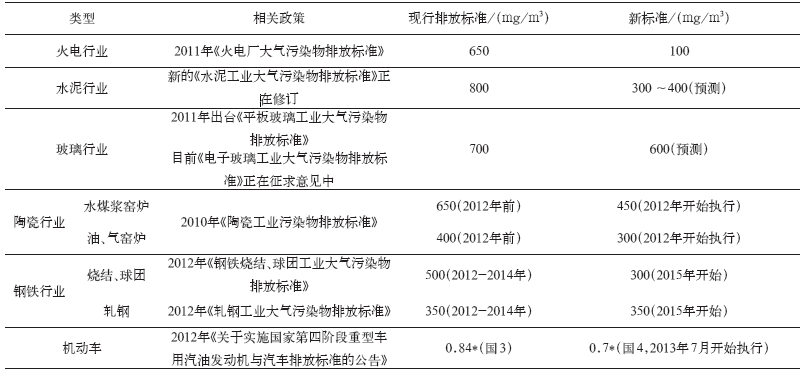 类型 相关政策 现行排放标准/(mg/m³) 新标准/(mg/m³)
火电行业 2011年《火电厂大气污染物排放标准》 650 100
水泥行业 新的《水泥工业大气污染物排放标准》正 800 300～400(预测)
在修订
玻璃行业 2011年出台《平板玻璃工业大气污染物 700 600(预测)
排放标准》
目前《电子玻璃工业大气污染物排放标
准》正在征求意见中
陶瓷行业 水煤浆窑炉 2010年《陶瓷工业污染物排放标准》 650(2012年前) 450(2012年开始执行)
油、气窑炉 400(2012年前) 300(2012年开始执行)
钢铁行业 烧结、球团 2012年《钢铁烧结、球团工业大气污染物 500(2012-2014年) 300(2015年开始)
排放标准》
轧钢 2012年《轧钢工业大气污染物排放标准》 350(2012-2014年) 350(2015年开始)
机动车 2012年《关于实施国家第四阶段重型车 0.84*(国3) 0.7*(国4,2013年7月开始执行)
用汽油发动机与汽车排放标准的公告》